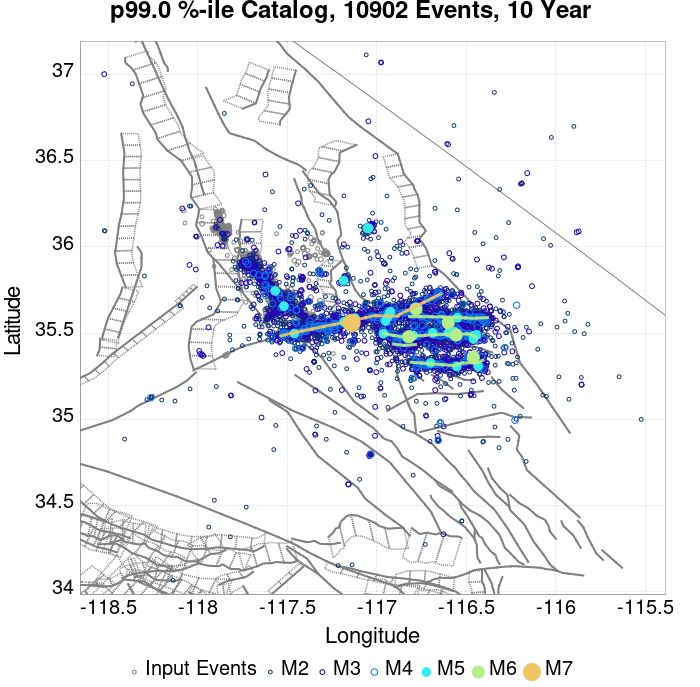 p99.0 %-ile Catalog, 10902 Events, 10 Year
37
36.5
36
35.5
35
34.5
34
Latitude
-118.5 -118 -117.5 -117 -116.5 -116 -115.5
Longitude
Input Events M2 M3 M4 M5 M6 M7